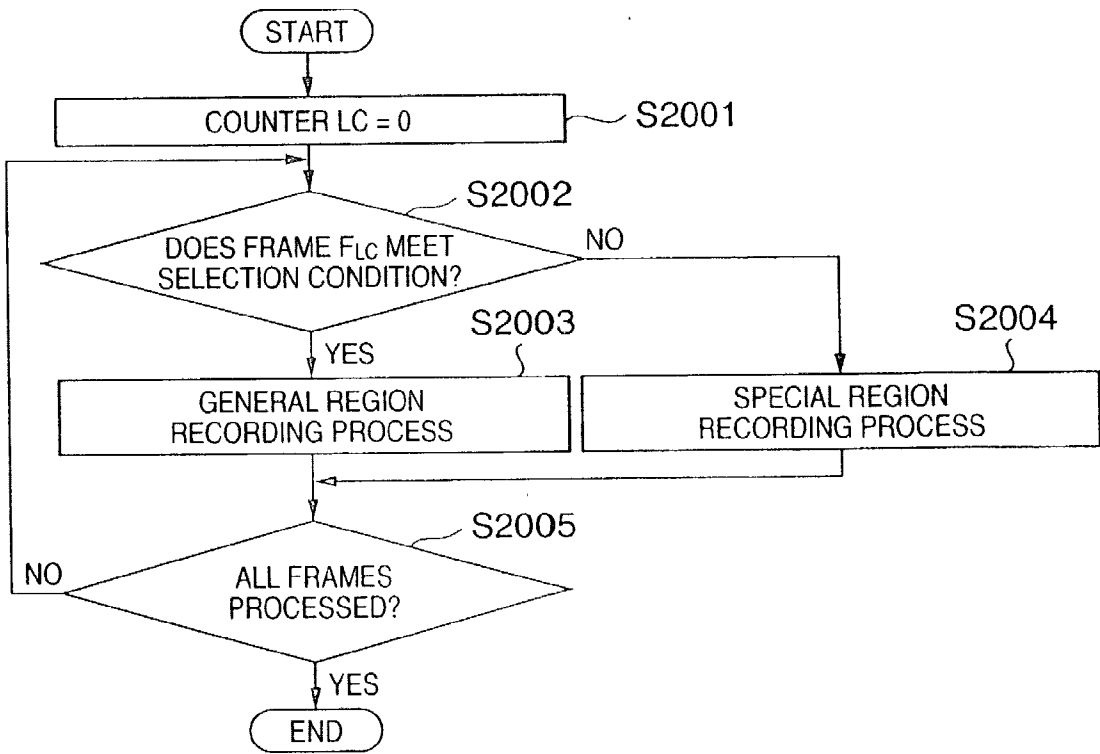 START
COUNTER LC = 0
S2001
S2002
DOES FRAME FLC MEET
SELECTION CONDITION?
NO
YES
S2003
GENERAL REGION
RECORDING PROCESS
S2004
SPECIAL REGION
RECORDING PROCESS
S2005
ALL FRAMES
PROCESSED?
NO
YES
END